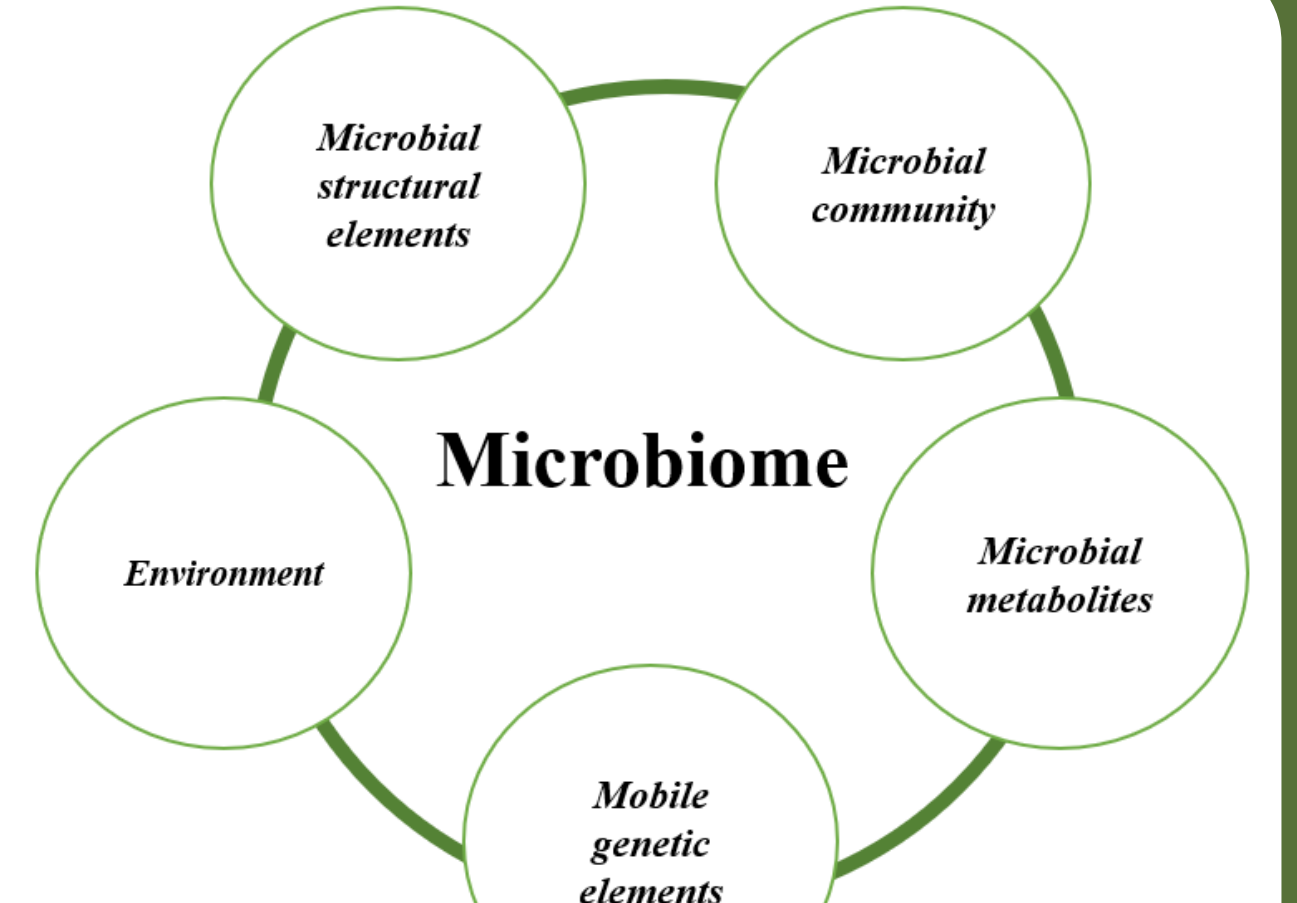 Microbial
structural
elements
Microbial
community
Microbiome
Environment
Microbial
metabolites
Mobile
genetic
elements